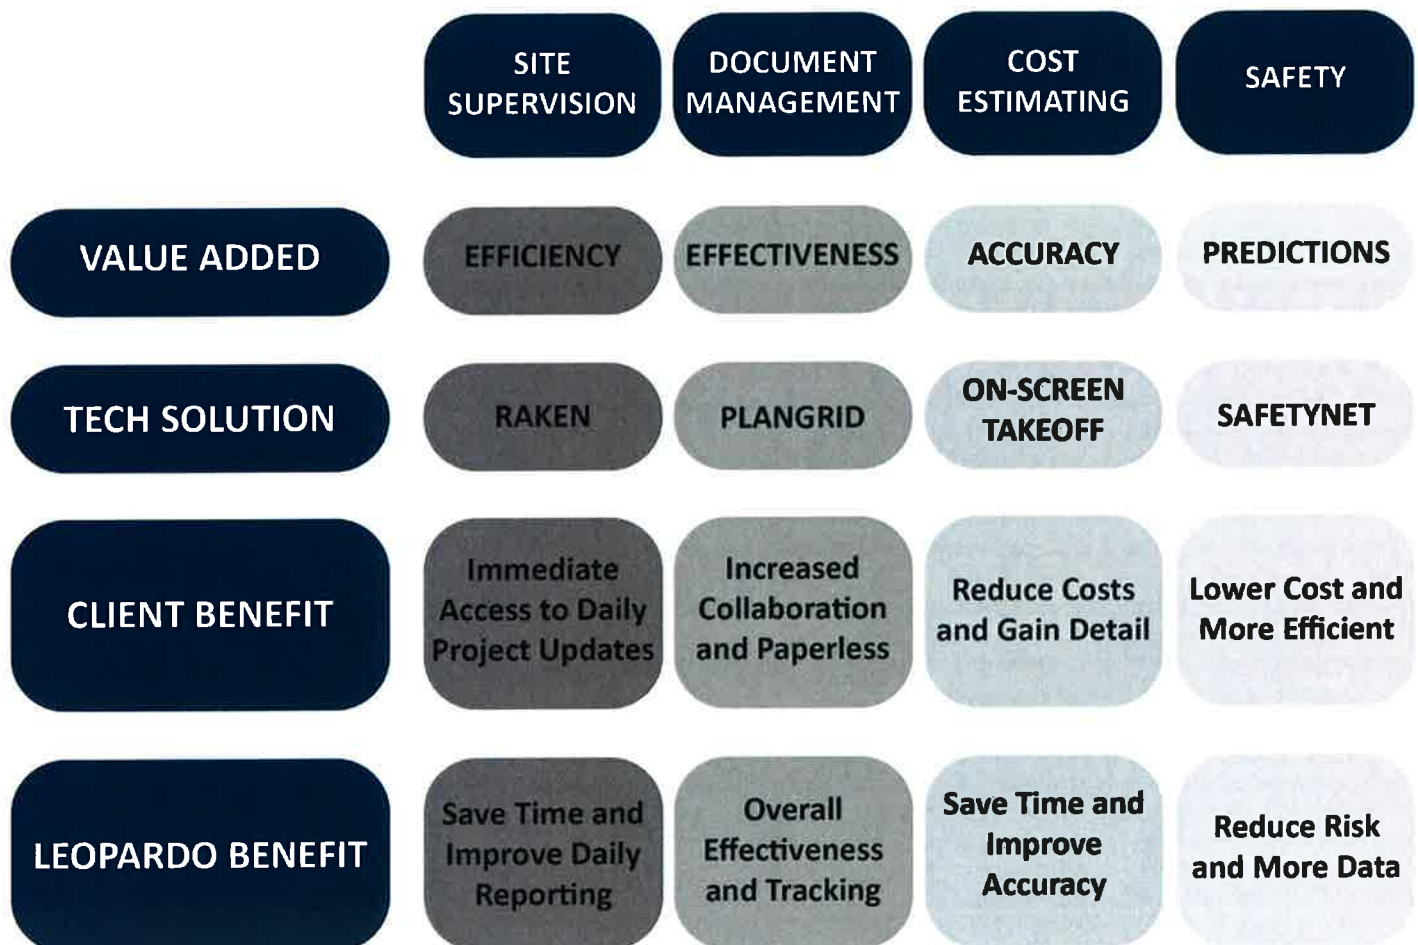 SITE
SUPERVISION
DOCUMENT
MANAGEMENT
COST
ESTIMATING
SAFETY
VALUE ADDED
EFFICIENCY
EFFECTIVENESS
ACCURACY
PREDICTIONS
TECH SOLUTION
RAKEN
PLANGRID
ON-SCREEN
TAKEOFF
SAFETYNET
CLIENT BENEFIT
Immediate
Access to Daily
Project Updates
Increased
Collaboration
and Paperless
Reduce Costs
and Gain Detail
Lower Cost and
More Efficient
LEOPARDO BENEFIT
Save Time and
Improve Daily
Reporting
Overall
Effectiveness
and Tracking
Save Time and
Improve
Accuracy
Reduce Risk
and More Data